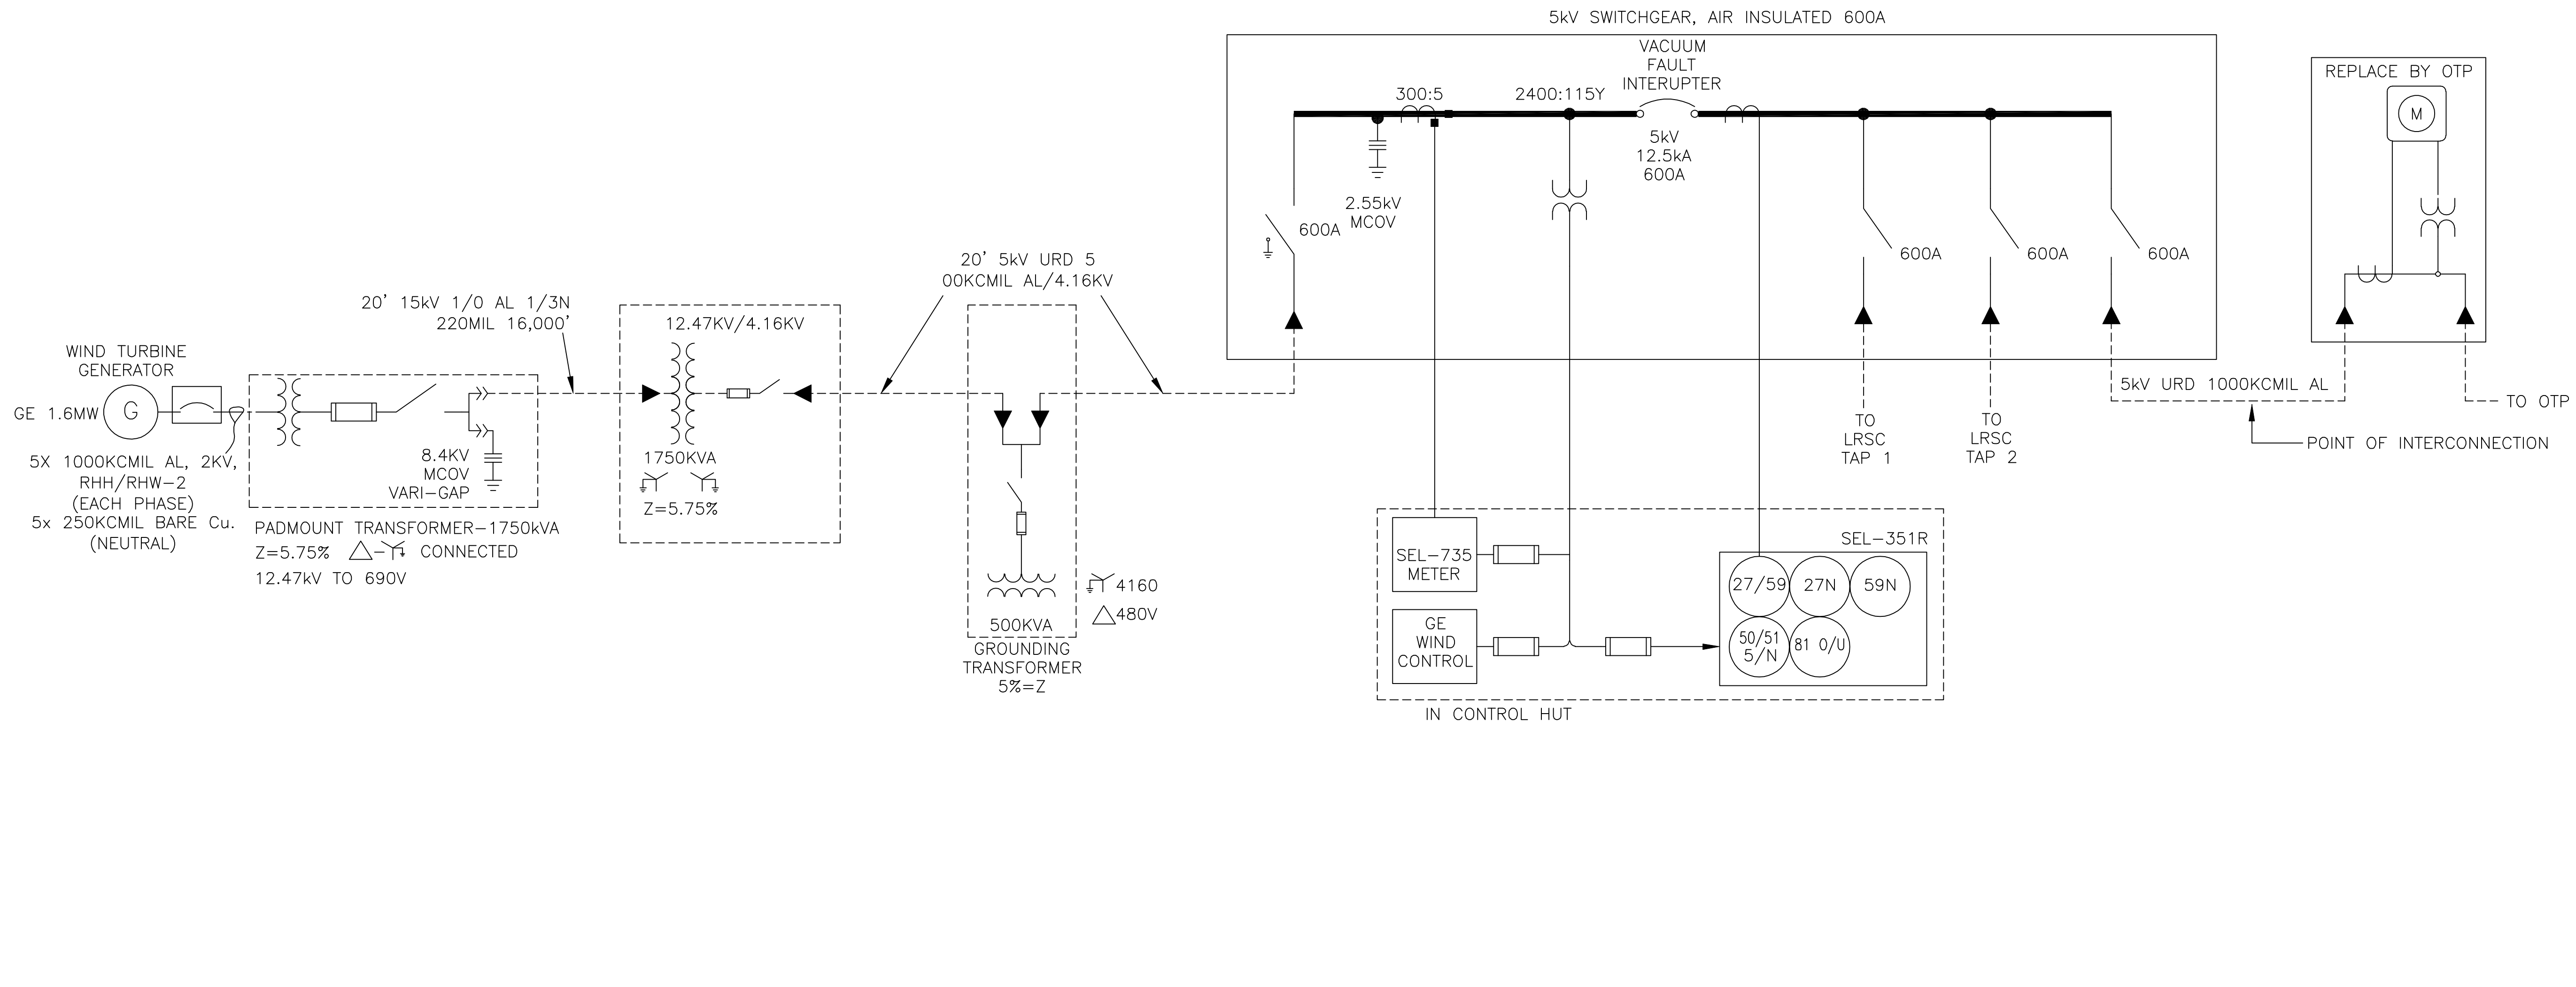 5kV SWITCHGEAR, AIR INSULATED 600A
VACUUM
FAULT
INTERUPTER
300:5
2400:115Y
5kV
12.5kA
600A
2.55kV
MCOV
600A
600A
600A
600A
REPLACE BY OTP
M
20' 5kV URD 5
00KCMIL AL/4.16KV
20' 15kV 1/0 AL 1/3N
220MIL 16,000'
12.47KV/4.16KV
WIND TURBINE
GENERATOR
GE 1.6MW
G
5X 1000KCMIL AL, 2KV,
RHH/RHW-2
(EACH PHASE)
5x 250KCMIL BARE Cu.
(NEUTRAL)
8.4KV
MCOV
VARI-GAP
PADMOUNT TRANSFORMER-1750kVA
Z=5.75% CONNECTED
12.47kV TO 690V
1750KVA
Z=5.75%
500KVA
GROUNDING
TRANSFORMER
5%=Z
4160
480V
TO
LRSC
TAP 1
TO
LRSC
TAP 2
5kV URD 1000KCMIL AL
TO OTP
POINT OF INTERCONNECTION
SEL-735
METER
GE
WIND
CONTROL
SEL-351R
27/59
27N
59N
50/51
5/N
81 O/U
IN CONTROL HUT